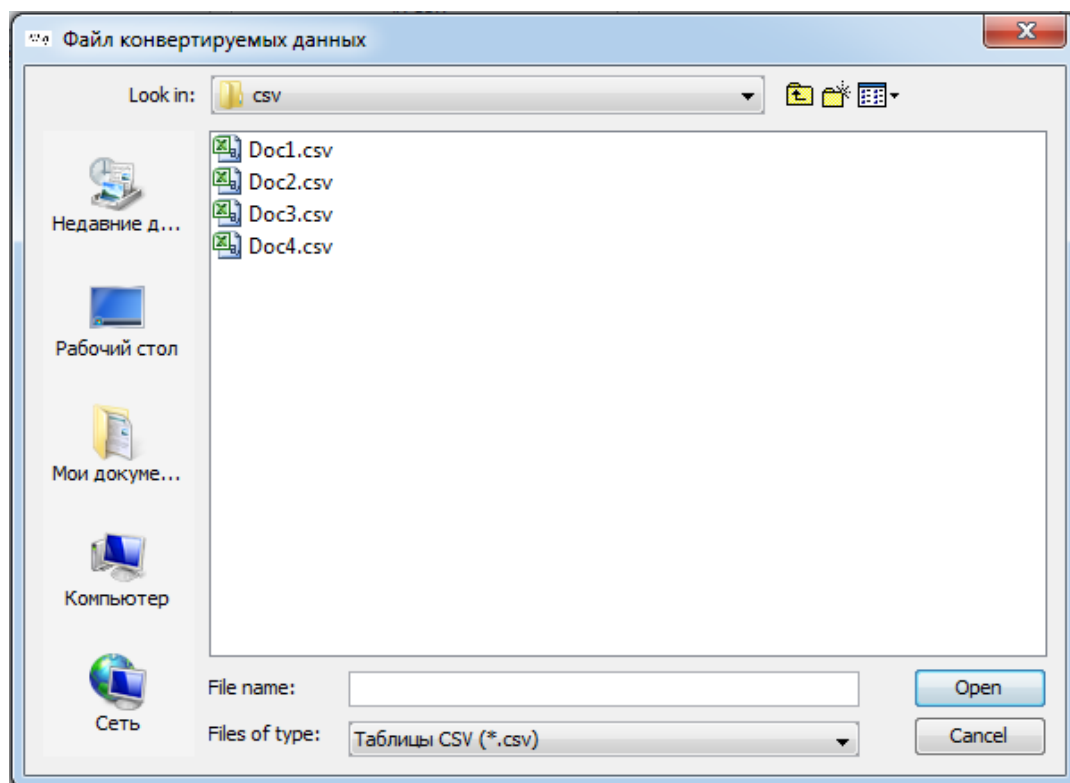 Файл конвертируемых данных
Look in:
csv
Doc1.csv
Doc2.csv
Doc3.csv
Doc4.csv
Недавние д...
Рабочий стол
Мои докуме...
Компьютер
Сеть
File name:
Open
Files of type:
Таблицы CSV (*.csv)
Cancel